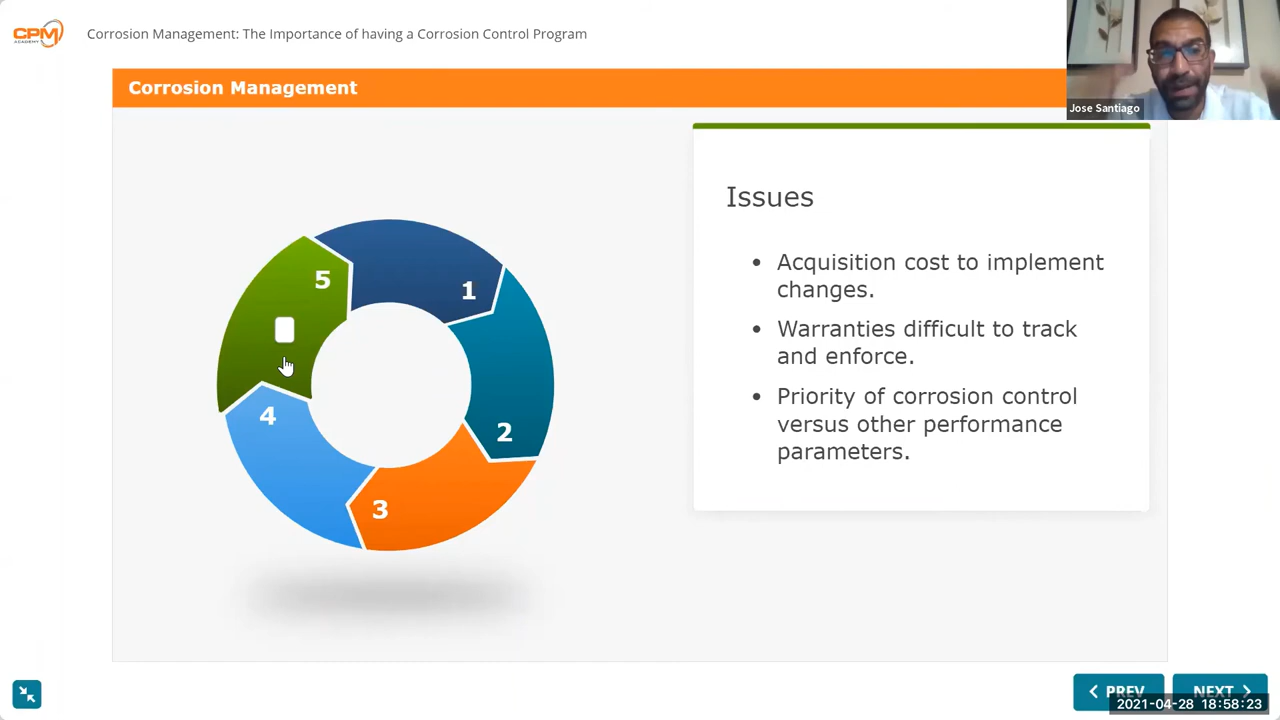 CPM
ACADEMY
Corrosion Management: The Importance of having a Corrosion Control Program
Jose Santiago
Corrosion Management
Issues
• Acquisition cost to implement
changes.
• Warranties difficult to track
and enforce.
• Priority of corrosion control
versus other performance
parameters.
5
1
4
2
3
PREV
NEXT
2021-04-28 18:58:23